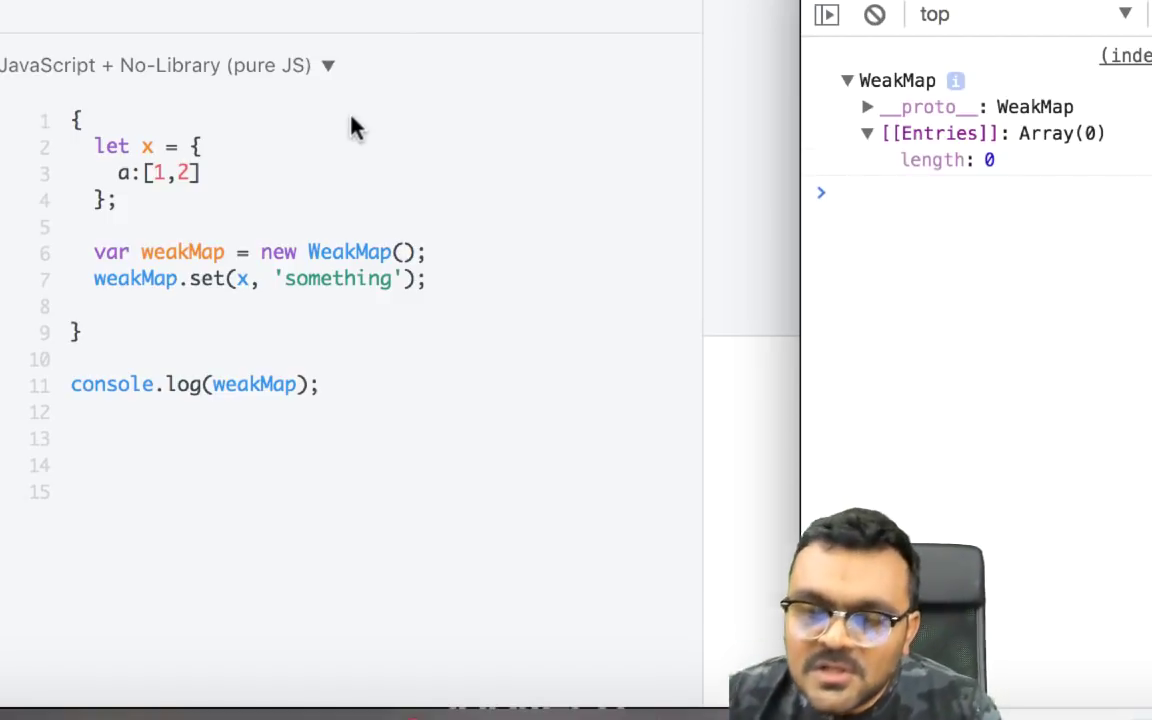 JavaScript + No-Library (pure JS) ▼
1 {
2 let x = {
3 a:[1,2]
4 };
5
6 var weakMap = new WeakMap();
7 weakMap.set(x, 'something');
8
9 }
10
11 console.log(weakMap);
12
13
14
15
top ▼
(inde
▼ WeakMap i
▶ __proto__: WeakMap
▼ [[Entries]]: Array(0)
length: 0
>